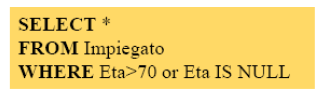 SELECT *
FROM Impiegato
WHERE Eta>70 or Eta IS NULL